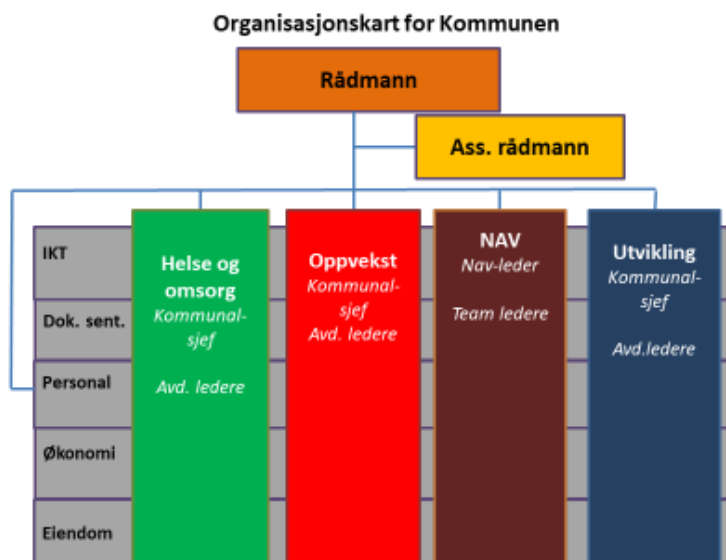 Organisasjonskart for Kommunen
Rådmann
Ass. rådmann
IKT
Dok. sent.
Personal
Økonomi
Eiendom
Helse og
omsorg
Kommunal-
sjef
Avd. ledere
Oppvekst
Kommunal-
sjef
Avd. ledere
NAV
Nav-leder
Team ledere
Utvikling
Kommunal-
sjef
Avd.ledere